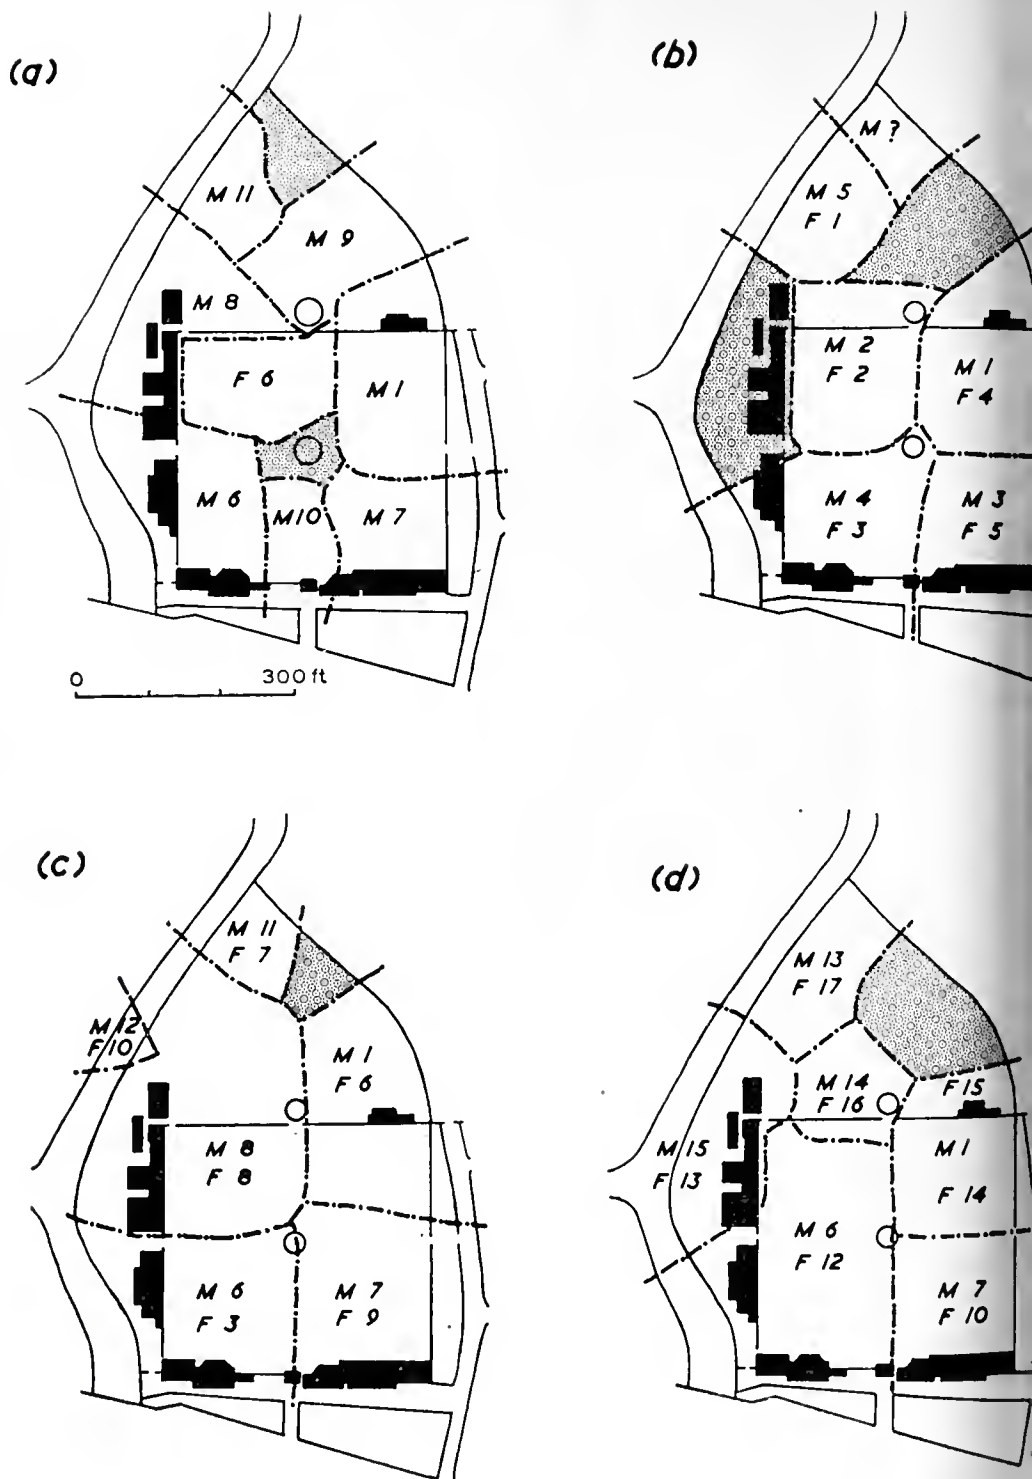 (a)
M 11
M 9
M 8
F 6
M 1
M 6
M 10
M 7
0
300 ft
(b)
M ?
M 5
F 1
M 2
F 2
M 1
F 4
M 4
F 3
M 3
F 5
(c)
M 11
F 7
M 12
F 10
M 1
F 6
M 8
F 8
M 6
F 3
M 7
F 9
(d)
M 13
F 17
M 14
F 16
F 15
M 15
F 13
M 1
F 14
M 6
F 12
M 7
F 10